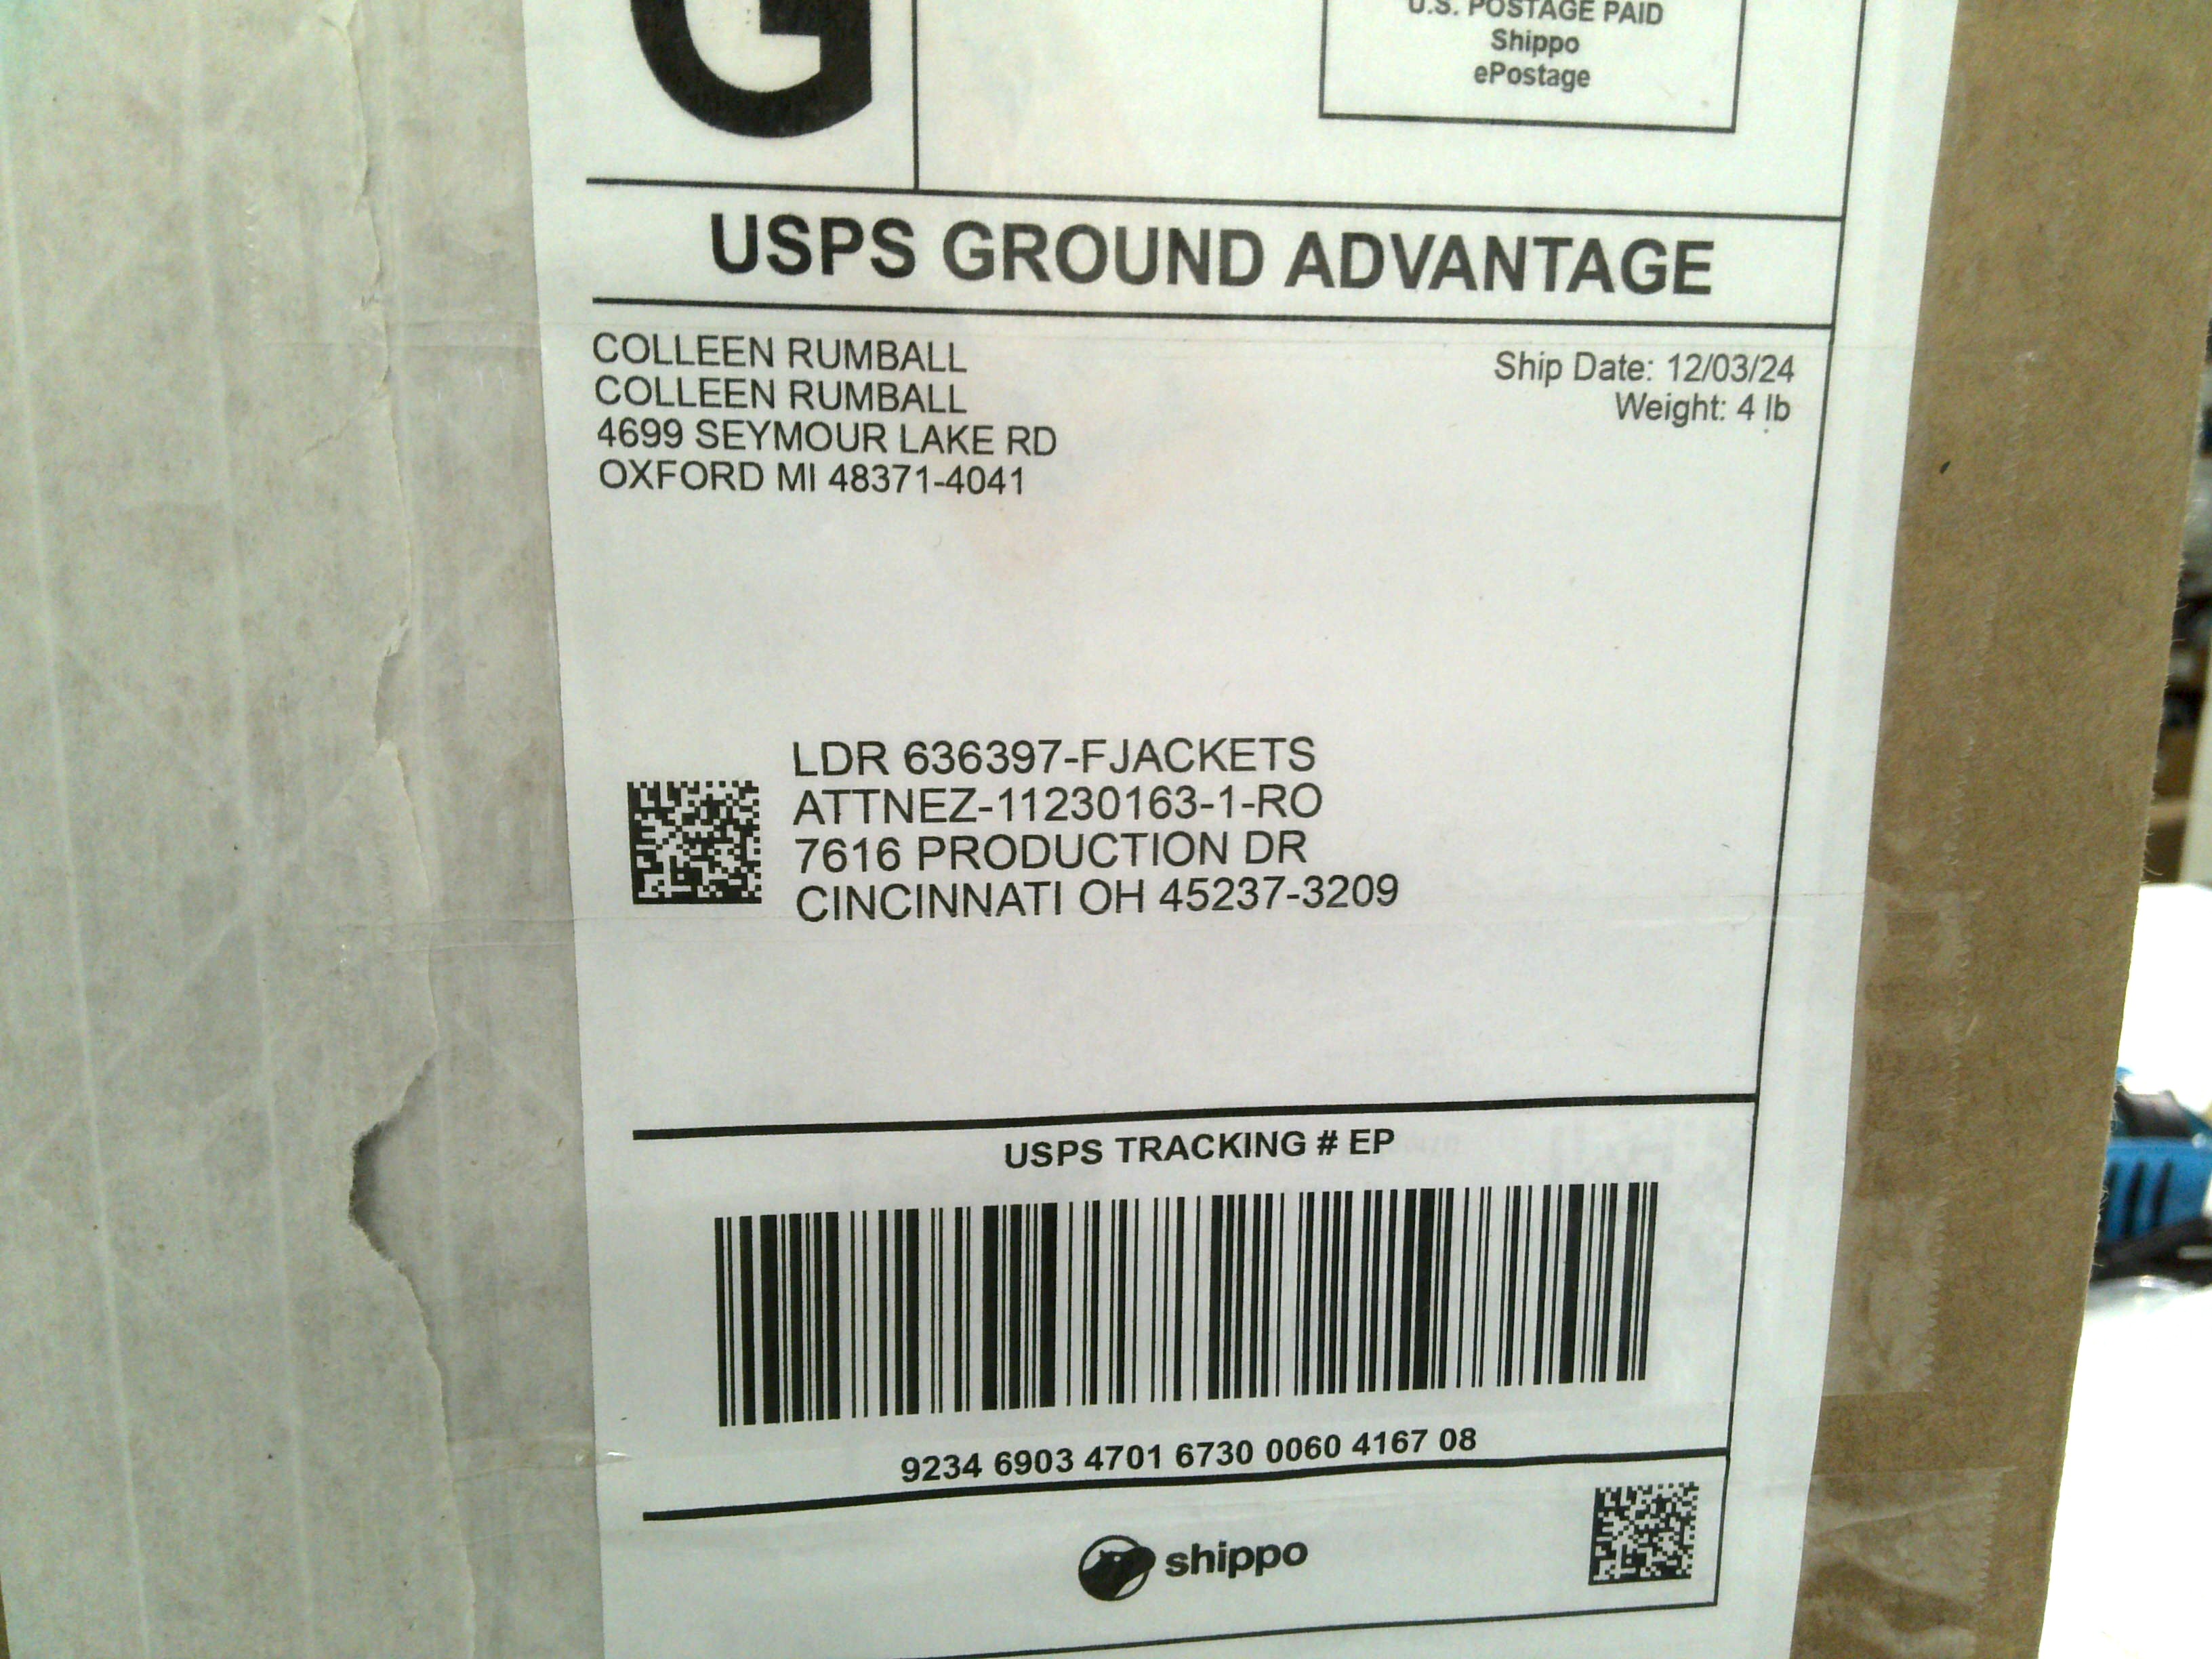 G
U.S. POSTAGE PAID
Shippo
ePostage
USPS GROUND ADVANTAGE
COLLEEN RUMBALL
COLLEEN RUMBALL
4699 SEYMOUR LAKE RD
OXFORD MI 48371-4041
Ship Date: 12/03/24
Weight: 4 lb
LDR 636397-FJACKETS
ATTNEZ-11230163-1-RO
7616 PRODUCTION DR
CINCINNATI OH 45237-3209
USPS TRACKING # EP
9234 6903 4701 6730 0060 4167 08
shippo